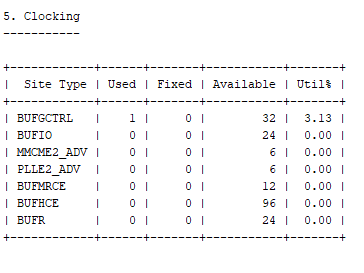 5. Clocking
-----------
+------------+------+-------+-----------+-------+
| Site Type | Used | Fixed | Available | Util% |
+------------+------+-------+-----------+-------+
| BUFGCTRL | 1 | 0 | 32 | 3.13 |
| BUFIO | 0 | 0 | 24 | 0.00 |
| MMCME2_ADV | 0 | 0 | 6 | 0.00 |
| PLLE2_ADV | 0 | 0 | 6 | 0.00 |
| BUFMRCE | 0 | 0 | 12 | 0.00 |
| BUFHCE | 0 | 0 | 96 | 0.00 |
| BUFR | 0 | 0 | 24 | 0.00 |
+------------+------+-------+-----------+-------+